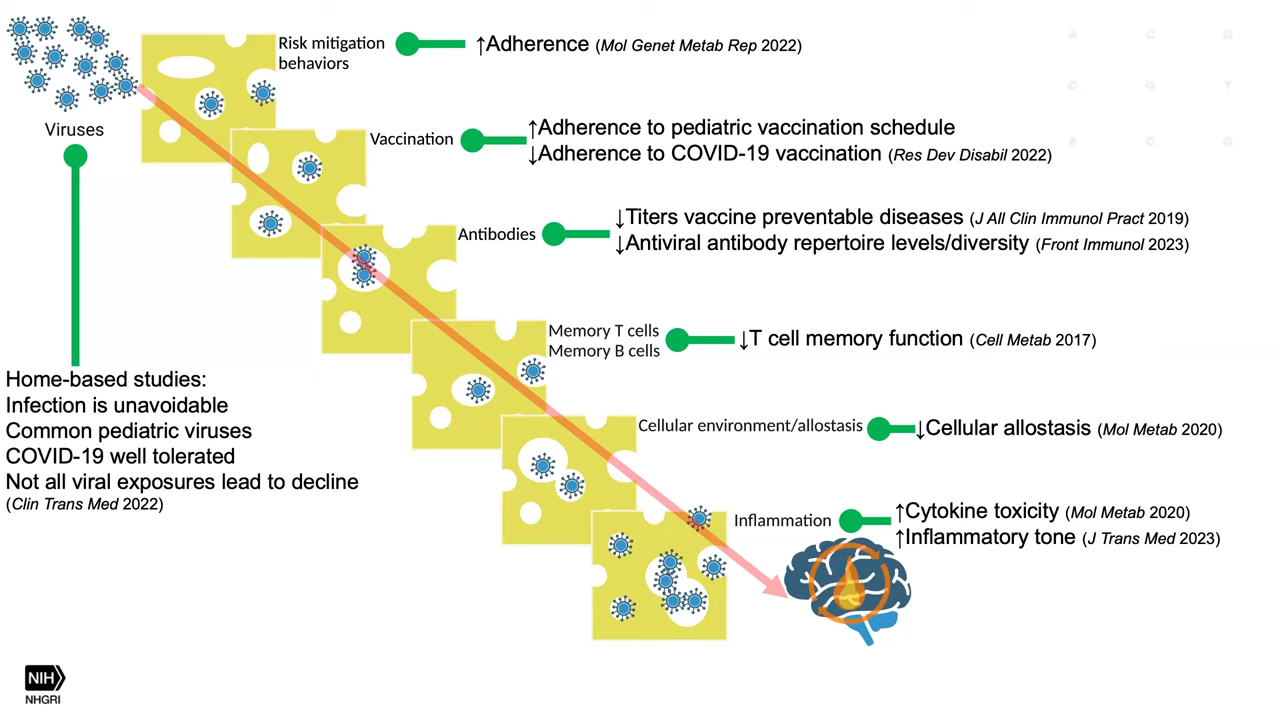 Risk mitigation
behaviors
↑Adherence (Mol Genet Metab Rep 2022)
Viruses
Vaccination
↑Adherence to pediatric vaccination schedule
↓Adherence to COVID-19 vaccination (Res Dev Disabil 2022)
Antibodies
↓Titers vaccine preventable diseases (J All Clin Immunol Pract 2019)
↓Antiviral antibody repertoire levels/diversity (Front Immunol 2023)
Memory T cells
Memory B cells
↓T cell memory function (Cell Metab 2017)
Home-based studies:
Infection is unavoidable
Common pediatric viruses
COVID-19 well tolerated
Not all viral exposures lead to decline
(Clin Trans Med 2022)
Cellular environment/allostasis
↓Cellular allostasis (Mol Metab 2020)
Inflammation
↑Cytokine toxicity (Mol Metab 2020)
↑Inflammatory tone (J Trans Med 2023)
NIH
NHGRI
A C G
C G T
A C G